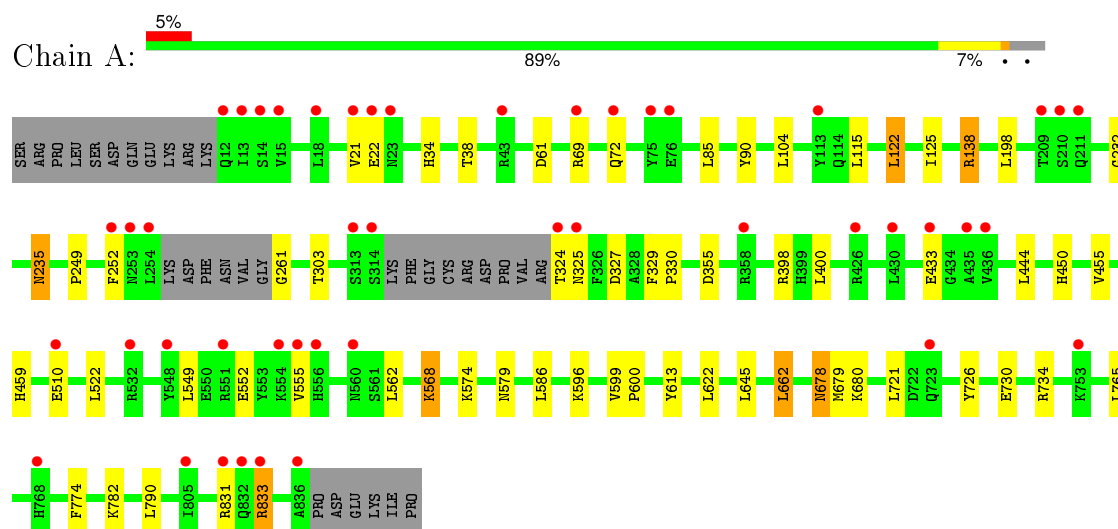 5%
Chain A:
89% 7% • •
SER ARG PRO LEU SER ASP GLN GLU LYS ARG LYS Q12 I13 S14 V15 L18 V21 E22 N23 H34 T38 R43 D61 R69 Q72 Y75 E76 L85 Y90 L104 Y113 Q114 L115 L122 I125 R138 L198 T209 S210 Q211
N235 P249 F252 N253 L254 LYS ASP PHE ASN VAL GLY G261 T303 S313 S314 LYS PHE GLY CYS ARG ASP PRO VAL ARG T324 N325 F326 D327 A328 F329 P330 D355 R358 R398 H399 L400 R426 L430 E433 G434 A435 V436 L444 H450 V455
H459 E510 L522 R532 Y548 L549 E550 R551 E552 Y553 K554 V555 H556 N560 S561 L562 K568 K574 N579 L586 K596 V599 P600 Y613 L622 L645 L662 N678 M679 K680 L721 D722 Q723 Y726 E730 R734 K753 L765
H768 F774 K782 L790 I805 R831 Q832 R833 A836 PRO ASP GLU LYS ILE PRO